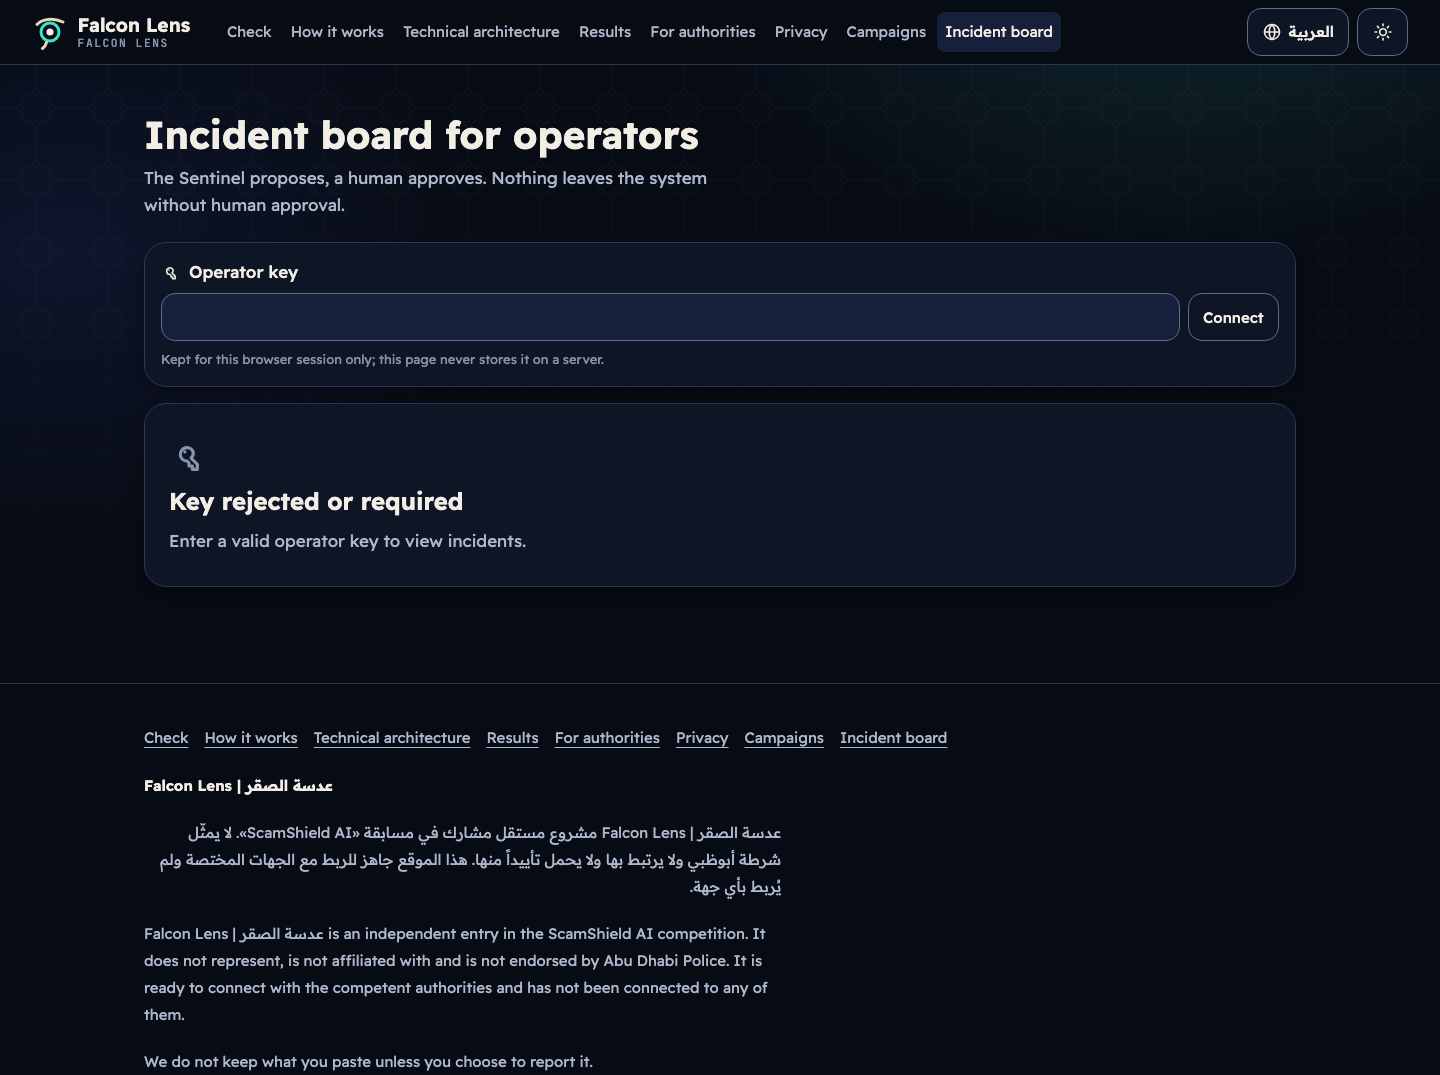 Falcon Lens
FALCON LENS
Check How it works Technical architecture Results For authorities Privacy Campaigns Incident board
العربية
Incident board for operators
The Sentinel proposes, a human approves. Nothing leaves the system
without human approval.
Operator key
Connect
Kept for this browser session only; this page never stores it on a server.
Key rejected or required
Enter a valid operator key to view incidents.
Check How it works Technical architecture Results For authorities Privacy Campaigns Incident board
Falcon Lens | عدسة الصقر
عدسة الصقر | Falcon Lens مشروع مستقل مشارك في مسابقة «ScamShield AI». لا يمثّل
شرطة أبوظبي ولا يرتبط بها ولا يحمل تأييداً منها. هذا الموقع جاهز للربط مع الجهات المختصة ولم
يُربط بأي جهة.
Falcon Lens | عدسة الصقر is an independent entry in the ScamShield AI competition. It
does not represent, is not affiliated with and is not endorsed by Abu Dhabi Police. It is
ready to connect with the competent authorities and has not been connected to any of
them.
We do not keep what you paste unless you choose to report it.